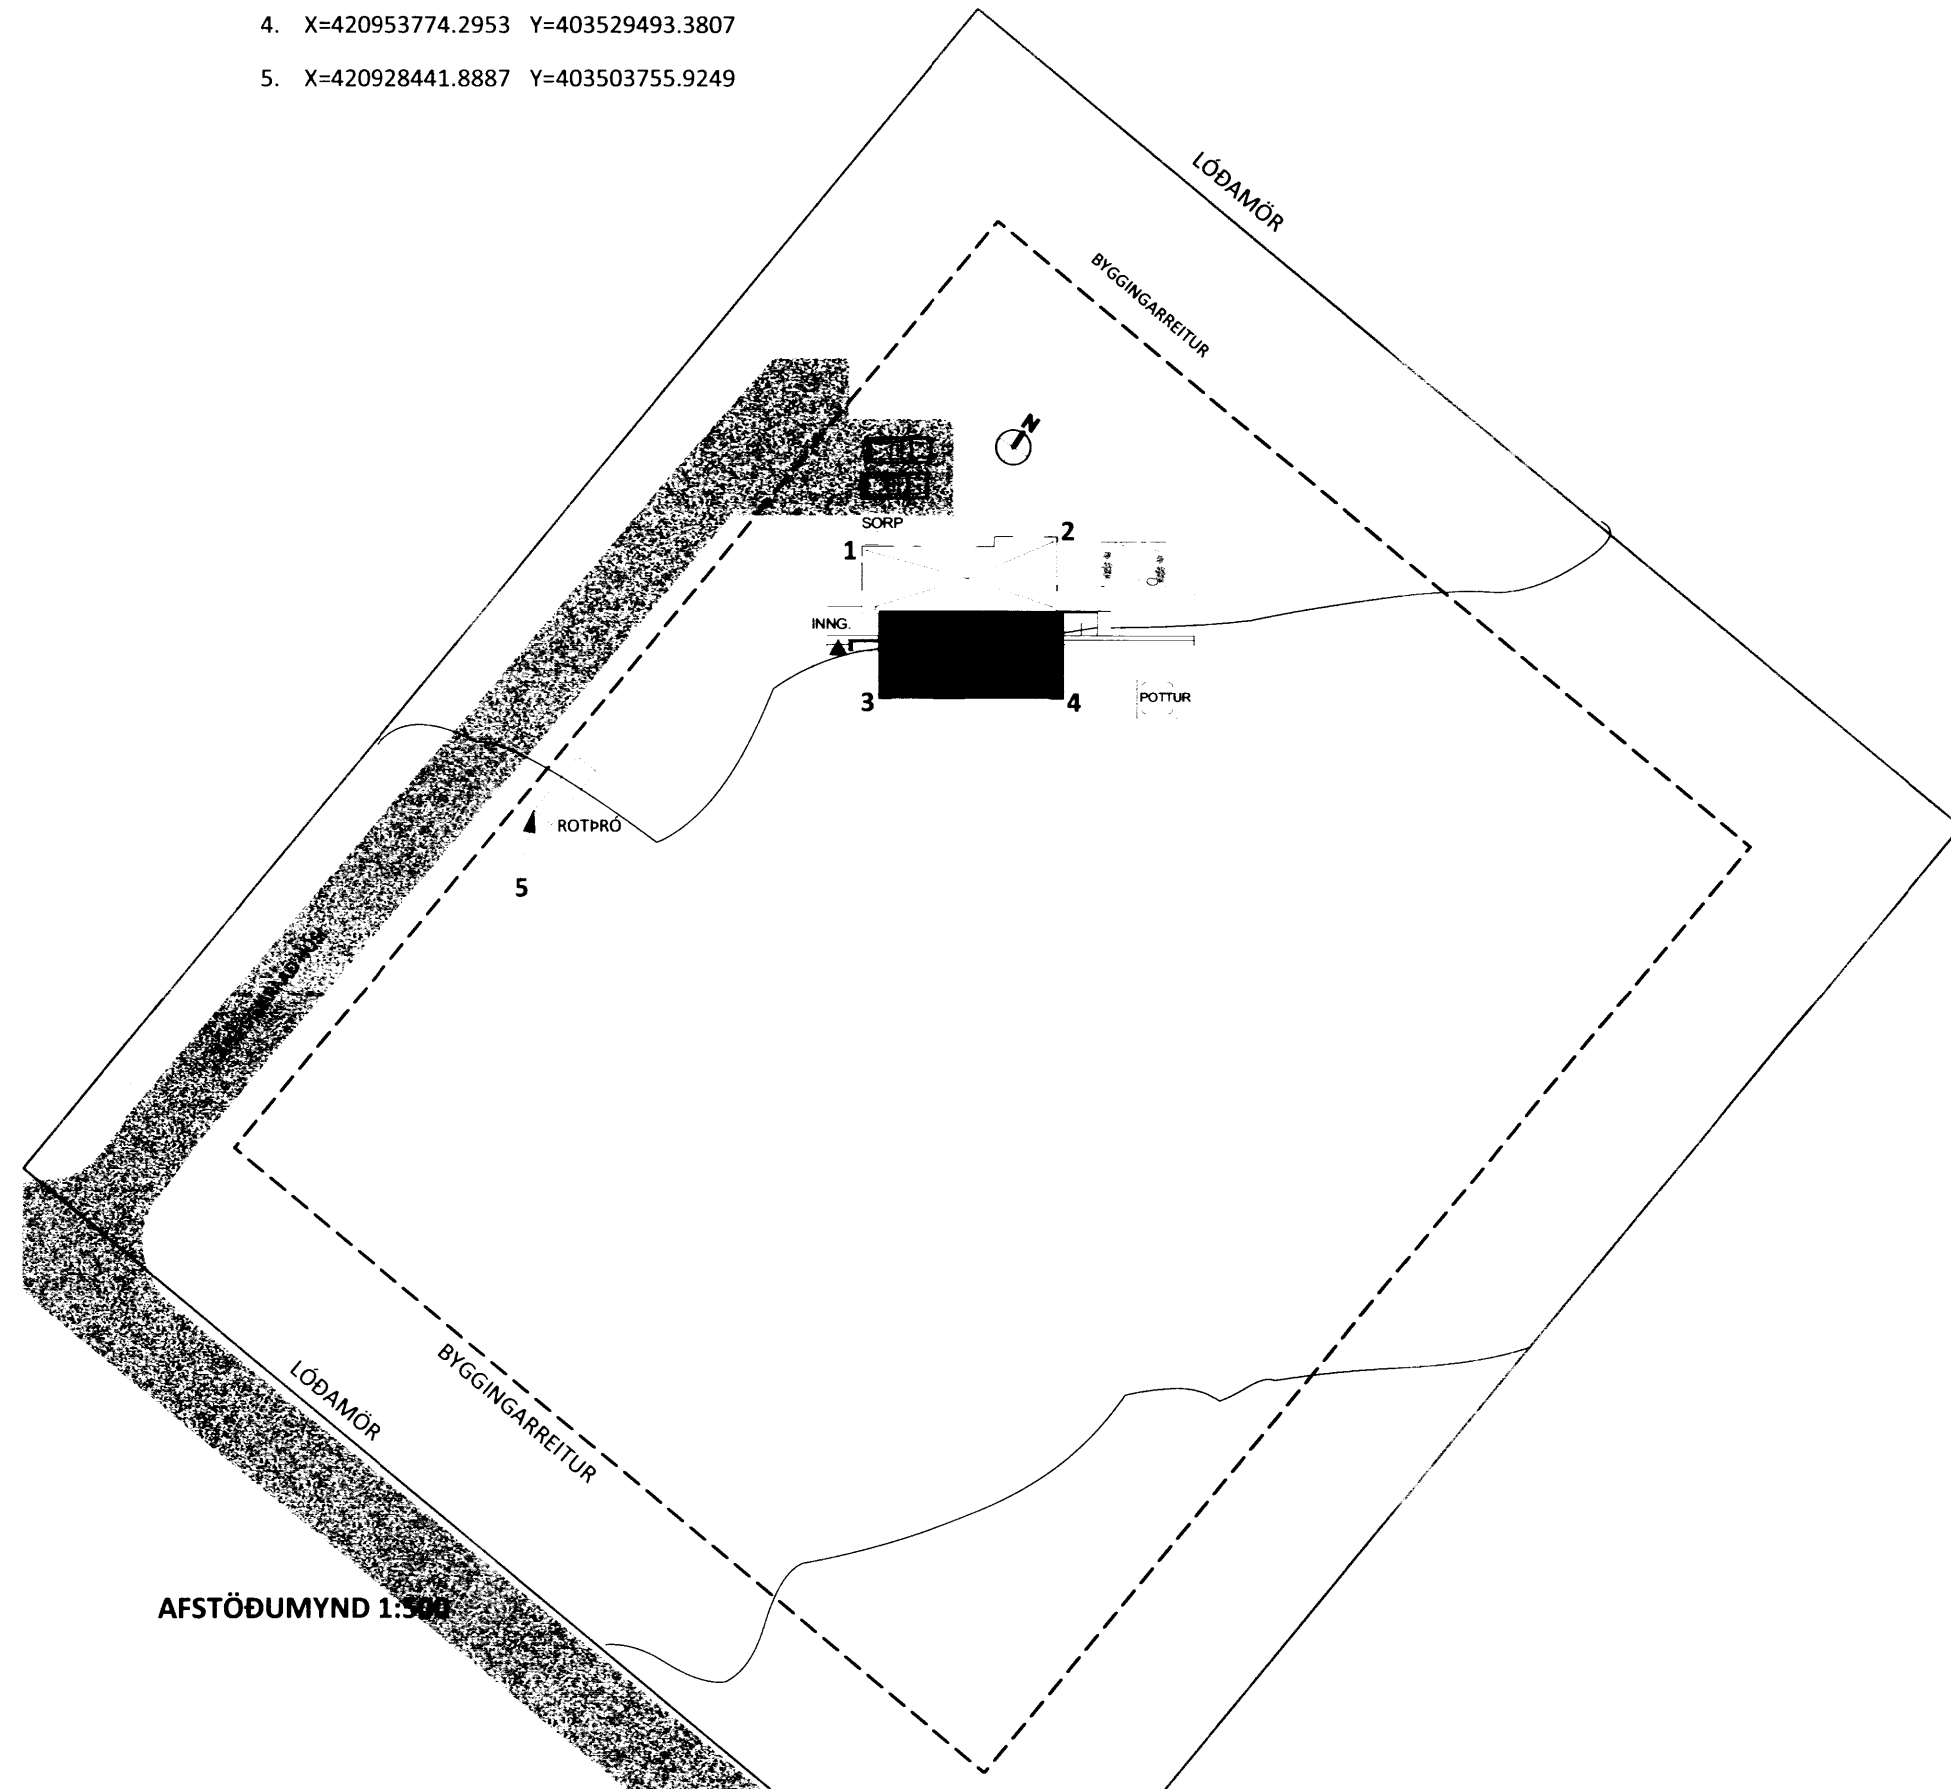 4. X=420953774.2953 Y=403529493.3807
5. X=420928441.8887 Y=403503755.9249
LÓÐAMÖR
BYGGINGARREITUR
N
SORP
1
2
INNG.
3
4
POTTUR
ROTÞRÓ
5
LÓÐAMÖR
BYGGINGARREITUR
AFSTÖÐUMYND 1:500